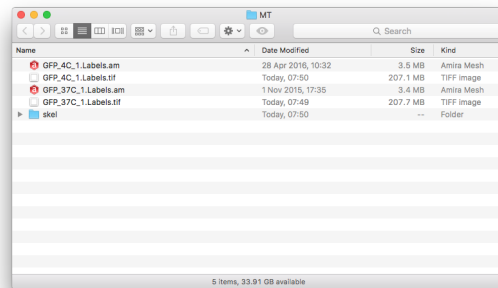 MT
Search
Name Date Modified Size Kind
GFP_4C_1.Labels.am 28 Apr 2016, 10:32 3.5 MB Amira Mesh
GFP_4C_1.Labels.tif Today, 07:50 207.1 MB TIFF image
GFP_37C_1.Labels.am 1 Nov 2015, 17:35 3.4 MB Amira Mesh
GFP_37C_1.Labels.tif Today, 07:49 207.7 MB TIFF image
skel Today, 07:50 -- Folder
5 items, 33.91 GB available